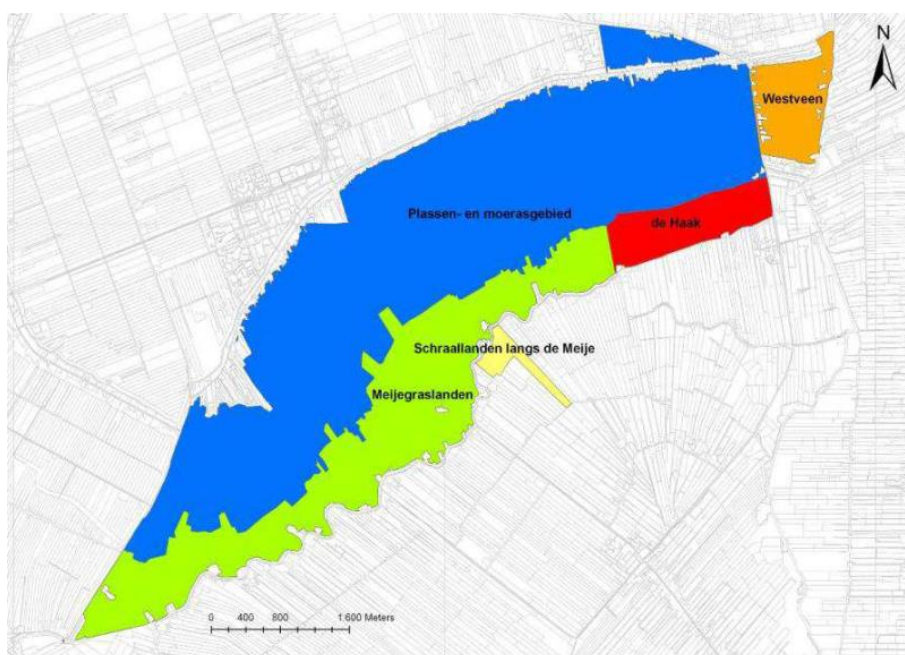 N
Westveen
Plassen- en moerasgebied
de Haak
Schraallanden langs de Meije
Meijegraslanden
0 400 800 1.600 Meters